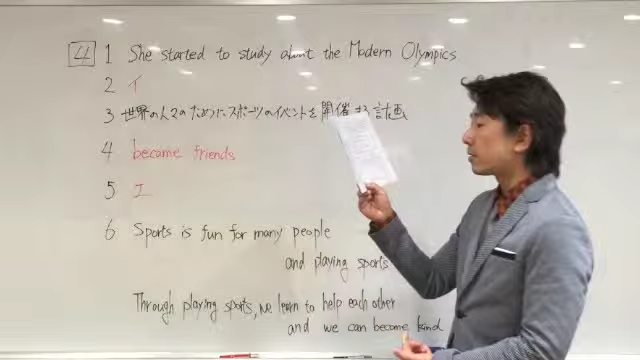 4 1 She started to study about the Modern Olympics
2 イ
3 世界の人々のためにスポーツのイベントを開催する計画
4 became friends
5 エ
6 Sports is fun for many people
and playing sports
Through playing sports, we learn to help each other
and we can become kind